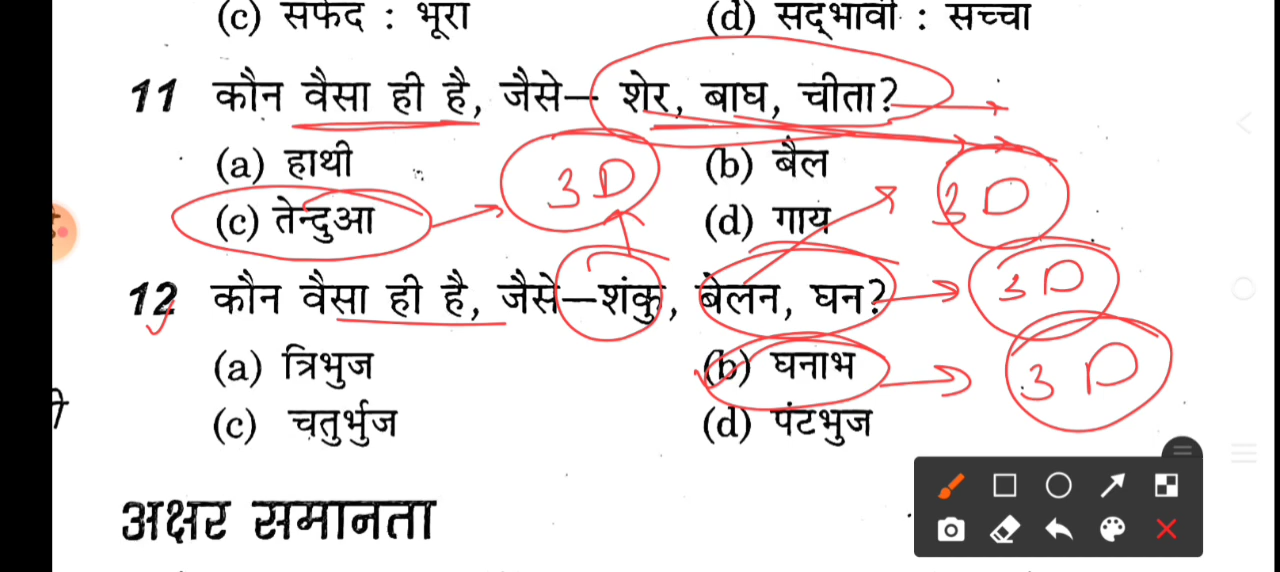 (c) सफेद : भूरा (d) सद्भावी : सच्चा
11 कौन वैसा ही है, जैसे– शेर, बाघ, चीता?
(a) हाथी (b) बैल
3D 3D
(c) तेन्दुआ (d) गाय
12 कौन वैसा ही है, जैसे–शंकु, बेलन, घन? 3D
(a) त्रिभुज (b) घनाभ 3D
(c) चतुर्भुज (d) पंटभुज
अक्षर समानता